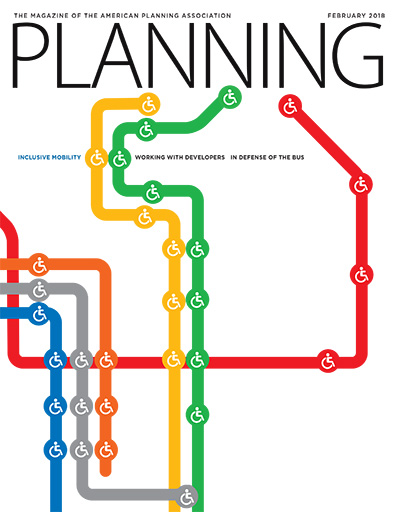 THE MAGAZINE OF THE AMERICAN PLANNING ASSOCIATION FEBRUARY 2018
PLANNING
INCLUSIVE MOBILITY WORKING WITH DEVELOPERS IN DEFENSE OF THE BUS